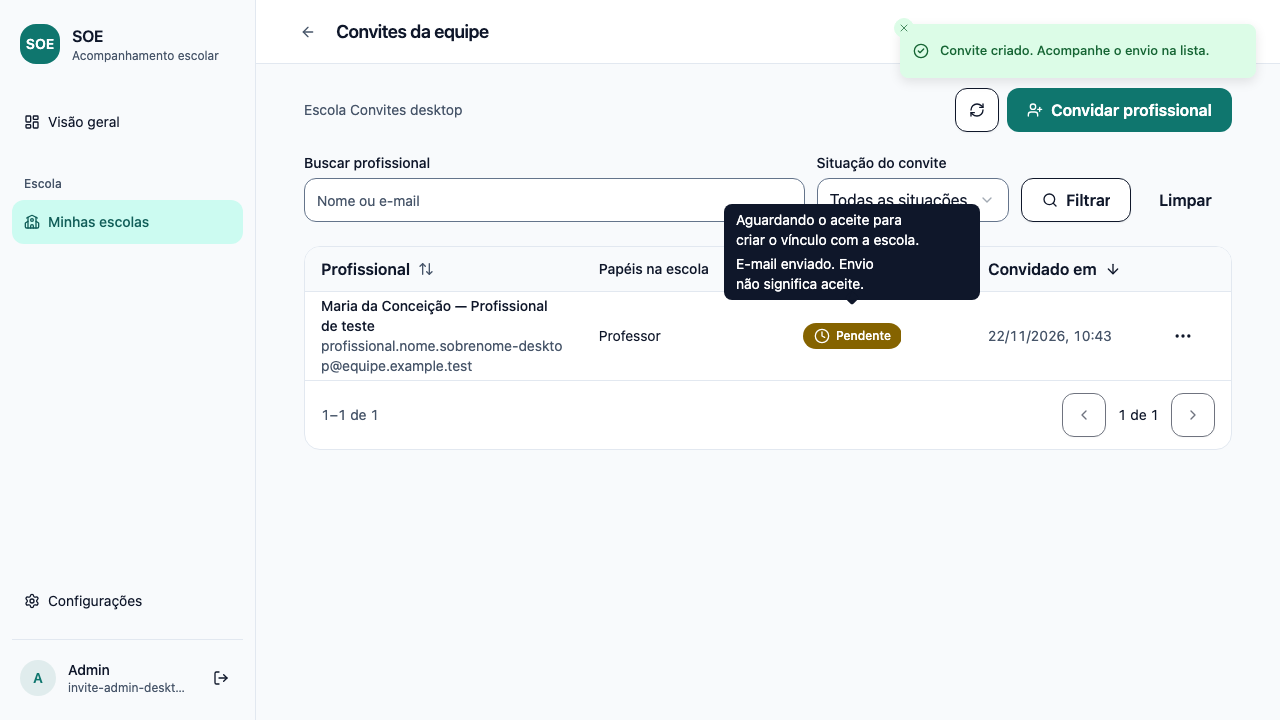 SOE
SOE
Acompanhamento escolar
Visão geral
Escola
Minhas escolas
Configurações
A
Admin
invite-admin-deskt...
Convites da equipe
Convite criado. Acompanhe o envio na lista.
Escola Convites desktop
Convidar profissional
Buscar profissional
Situação do convite
Nome ou e-mail
Todas as situações
Filtrar
Limpar
Aguardando o aceite para
criar o vínculo com a escola.
E-mail enviado. Envio
não significa aceite.
Profissional
Papéis na escola
Convidado em
Maria da Conceição — Profissional
de teste
profissional.nome.sobrenome-deskto
p@equipe.example.test
Professor
Pendente
22/11/2026, 10:43
1–1 de 1
1 de 1